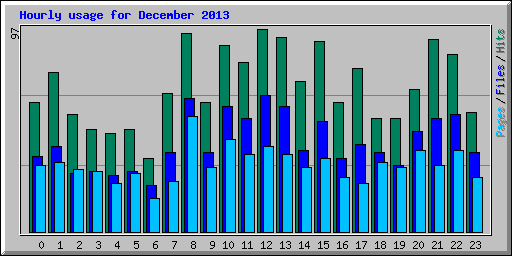 Hourly usage for December 2013
97
Pages / Files / Hits
0 1 2 3 4 5 6 7 8 9 10 11 12 13 14 15 16 17 18 19 20 21 22 23